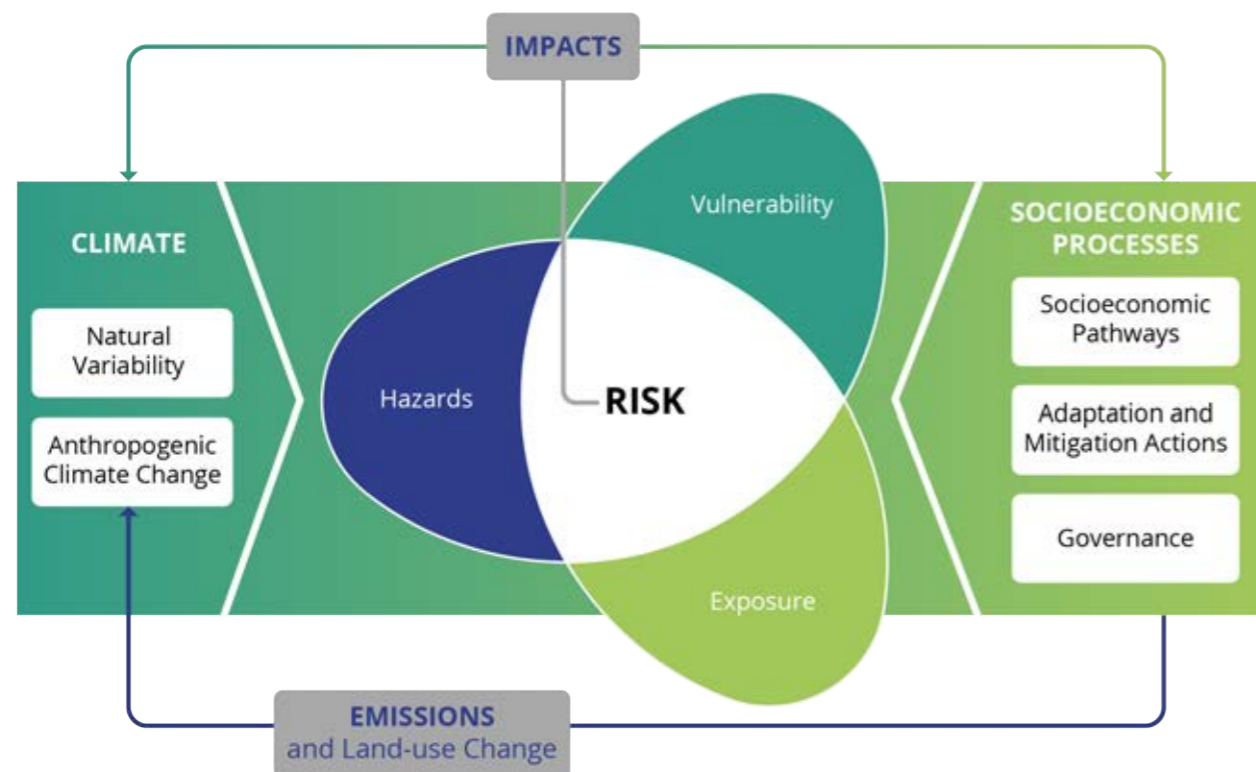 IMPACTS
CLIMATE
Natural
Variability
Anthropogenic
Climate Change
Vulnerability
Hazards
RISK
Exposure
SOCIOECONOMIC
PROCESSES
Socioeconomic
Pathways
Adaptation and
Mitigation Actions
Governance
EMISSIONS
and Land-use Change